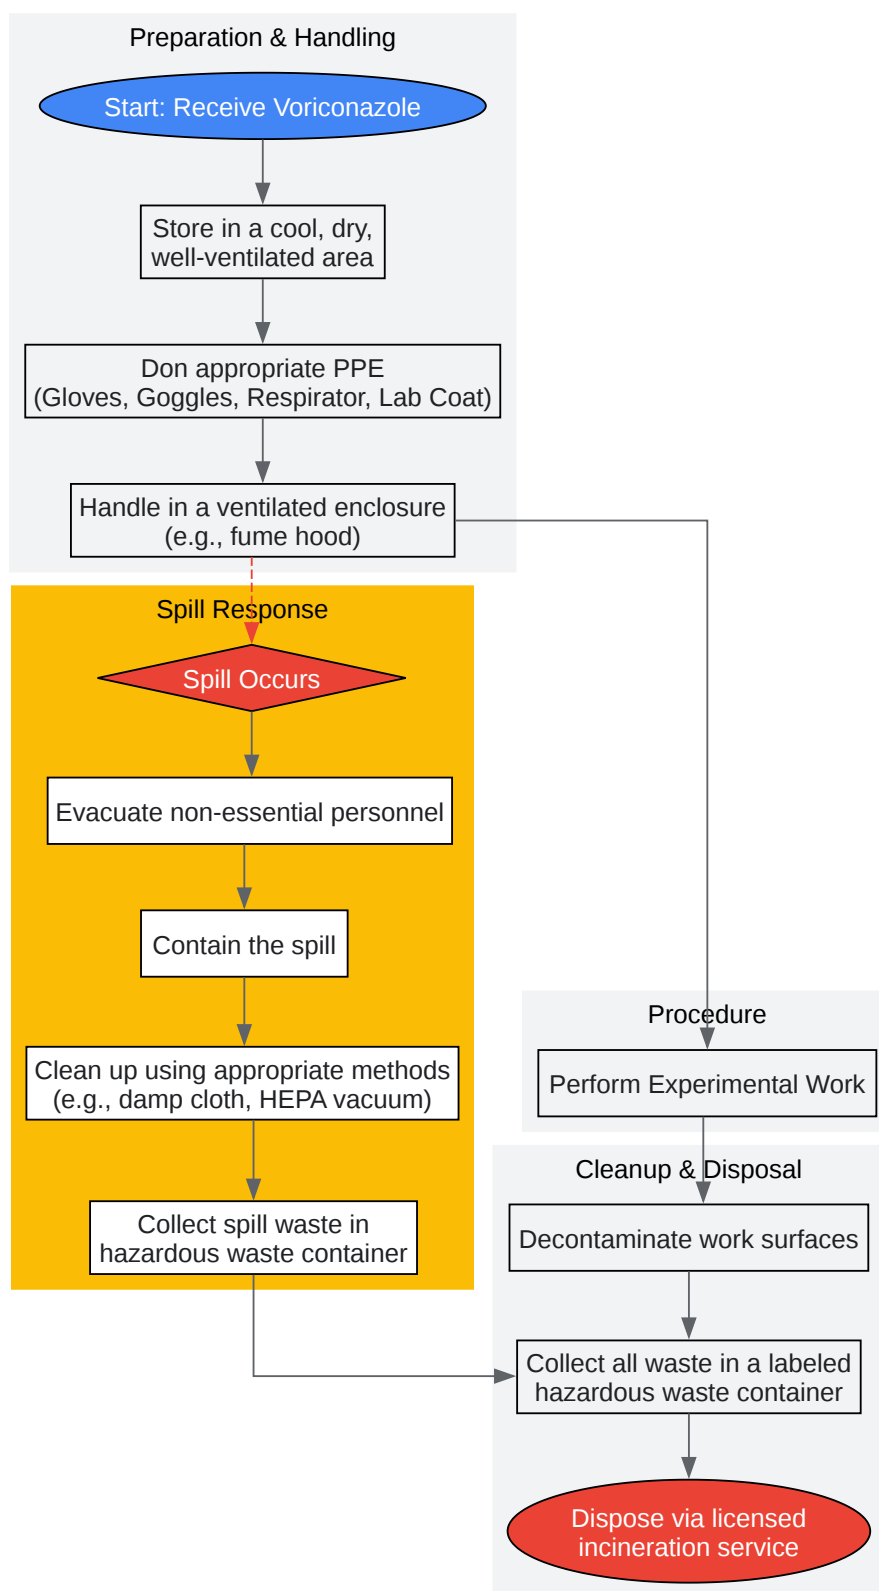 Preparation & Handling
Start: Receive Voriconazole
Store in a cool, dry,
well-ventilated area
Don appropriate PPE
(Gloves, Goggles, Respirator, Lab Coat)
Handle in a ventilated enclosure
(e.g., fume hood)
Spill Response
Spill Occurs
Evacuate non-essential personnel
Contain the spill
Clean up using appropriate methods
(e.g., damp cloth, HEPA vacuum)
Collect spill waste in
hazardous waste container
Procedure
Perform Experimental Work
Cleanup & Disposal
Decontaminate work surfaces
Collect all waste in a labeled
hazardous waste container
Dispose via licensed
incineration service